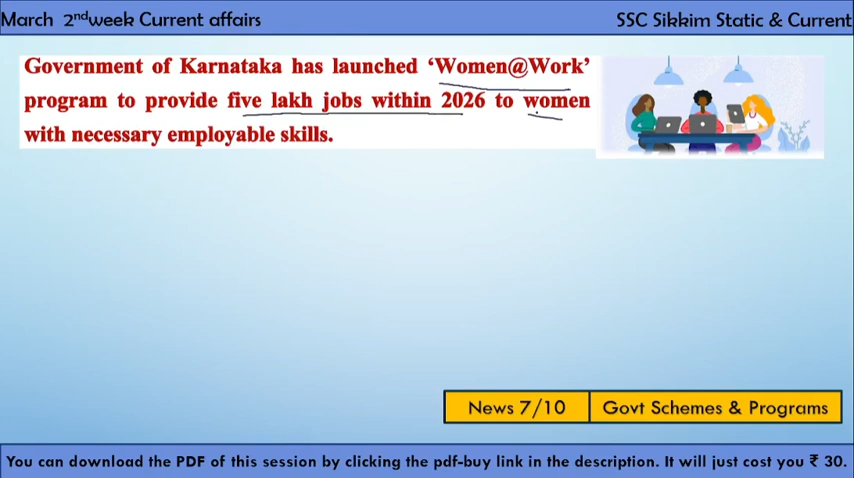 March 2ndweek Current affairs
SSC Sikkim Static & Current
Government of Karnataka has launched ‘Women@Work’
program to provide five lakh jobs within 2026 to women
with necessary employable skills.
News 7/10
Govt Schemes & Programs
You can download the PDF of this session by clicking the pdf-buy link in the description. It will just cost you ₹ 30.